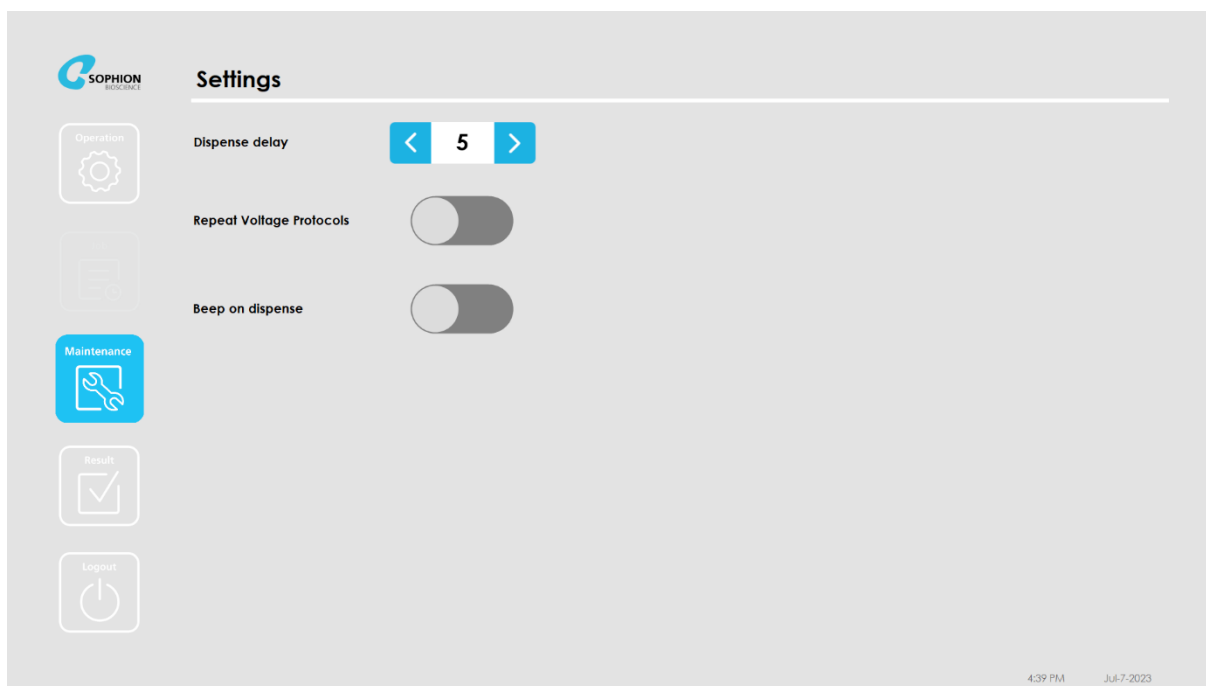 SOPHION
BIOSCIENCE
Settings
Operation
Dispense delay
5
Repeat Voltage Protocols
Beep on dispense
Maintenance
Result
Logout
4:39 PM Jul-7-2023